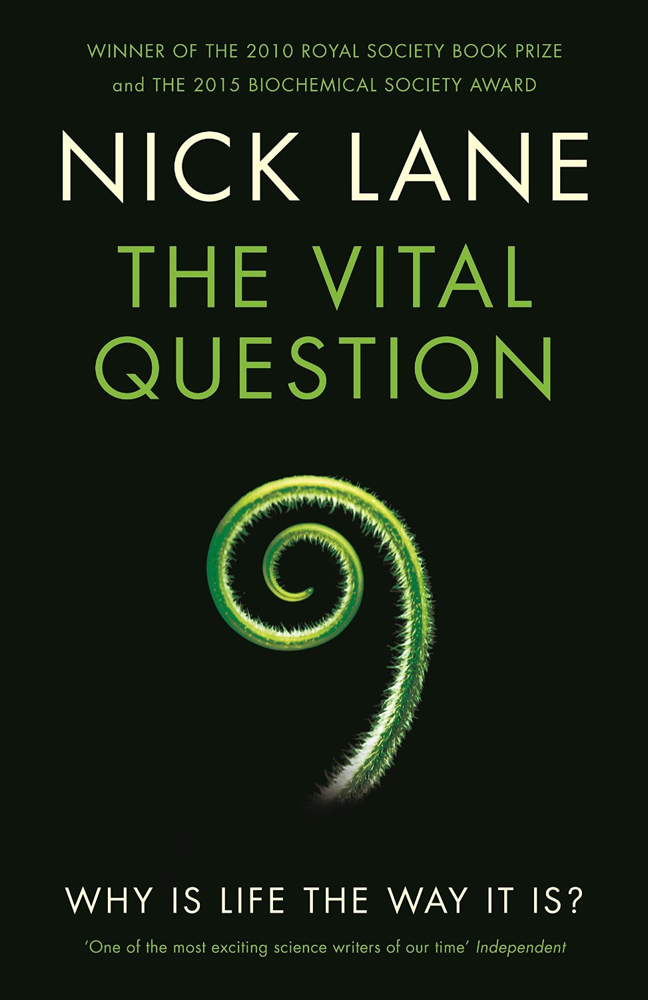 WINNER OF THE 2010 ROYAL SOCIETY BOOK PRIZE
and THE 2015 BIOCHEMICAL SOCIETY AWARD
NICK LANE
THE VITAL
QUESTION
WHY IS LIFE THE WAY IT IS?
‘One of the most exciting science writers of our time’ Independent